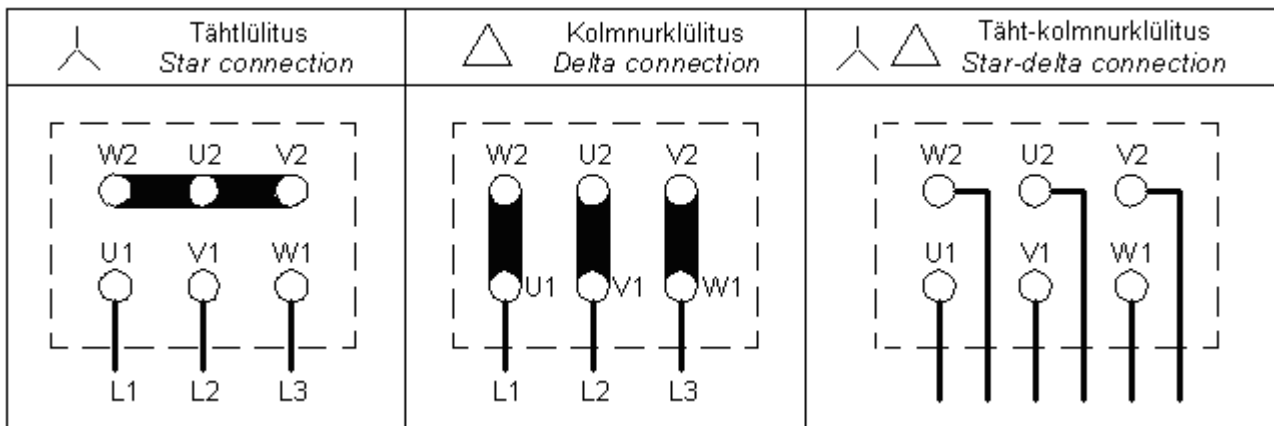 Tähtlülitus
Star connection
Kolmnurklülitus
Delta connection
Täht-kolmnurklülitus
Star-delta connection
W2 U2 V2
U1 V1 W1
L1 L2 L3
W2 U2 V2
U1 V1 W1
L1 L2 L3
W2 U2 V2
U1 V1 W1